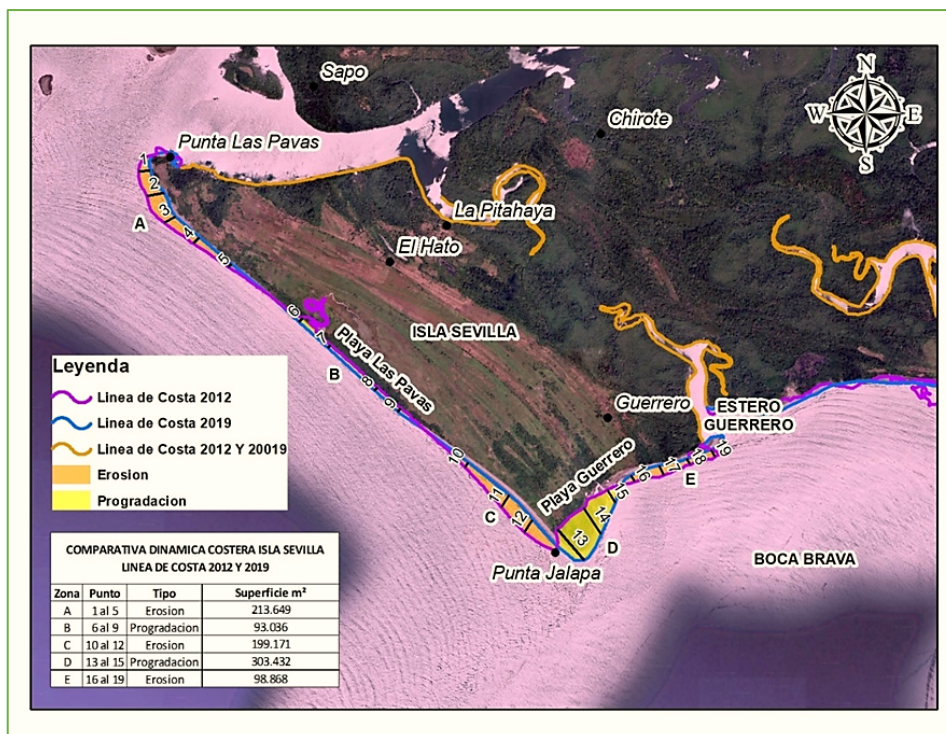 Sapo
N
Chirote
W E
S
Punta Las Pavas
1
2
3
A
4
La Pitahaya
5
El Hato
6
ISLA SEVILLA
7
Playa Las Pavas
B
8
9
Guerrero
ESTERO
GUERRERO
10
Playa Guerrero
11
C
12
13
14
D
15
16
17
E
18
19
Punta Jalapa
BOCA BRAVA
Leyenda
Linea de Costa 2012
Linea de Costa 2019
Linea de Costa 2012 Y 20019
Erosion
Progradacion
COMPARATIVA DINAMICA COSTERA ISLA SEVILLA
LINEA DE COSTA 2012 Y 2019
Zona Punto Tipo Superficie m²
A 1 al 5 Erosion 213.649
B 6 al 9 Progradacion 93.036
C 10 al 12 Erosion 199.171
D 13 al 15 Progradacion 303.432
E 16 al 19 Erosion 98.868